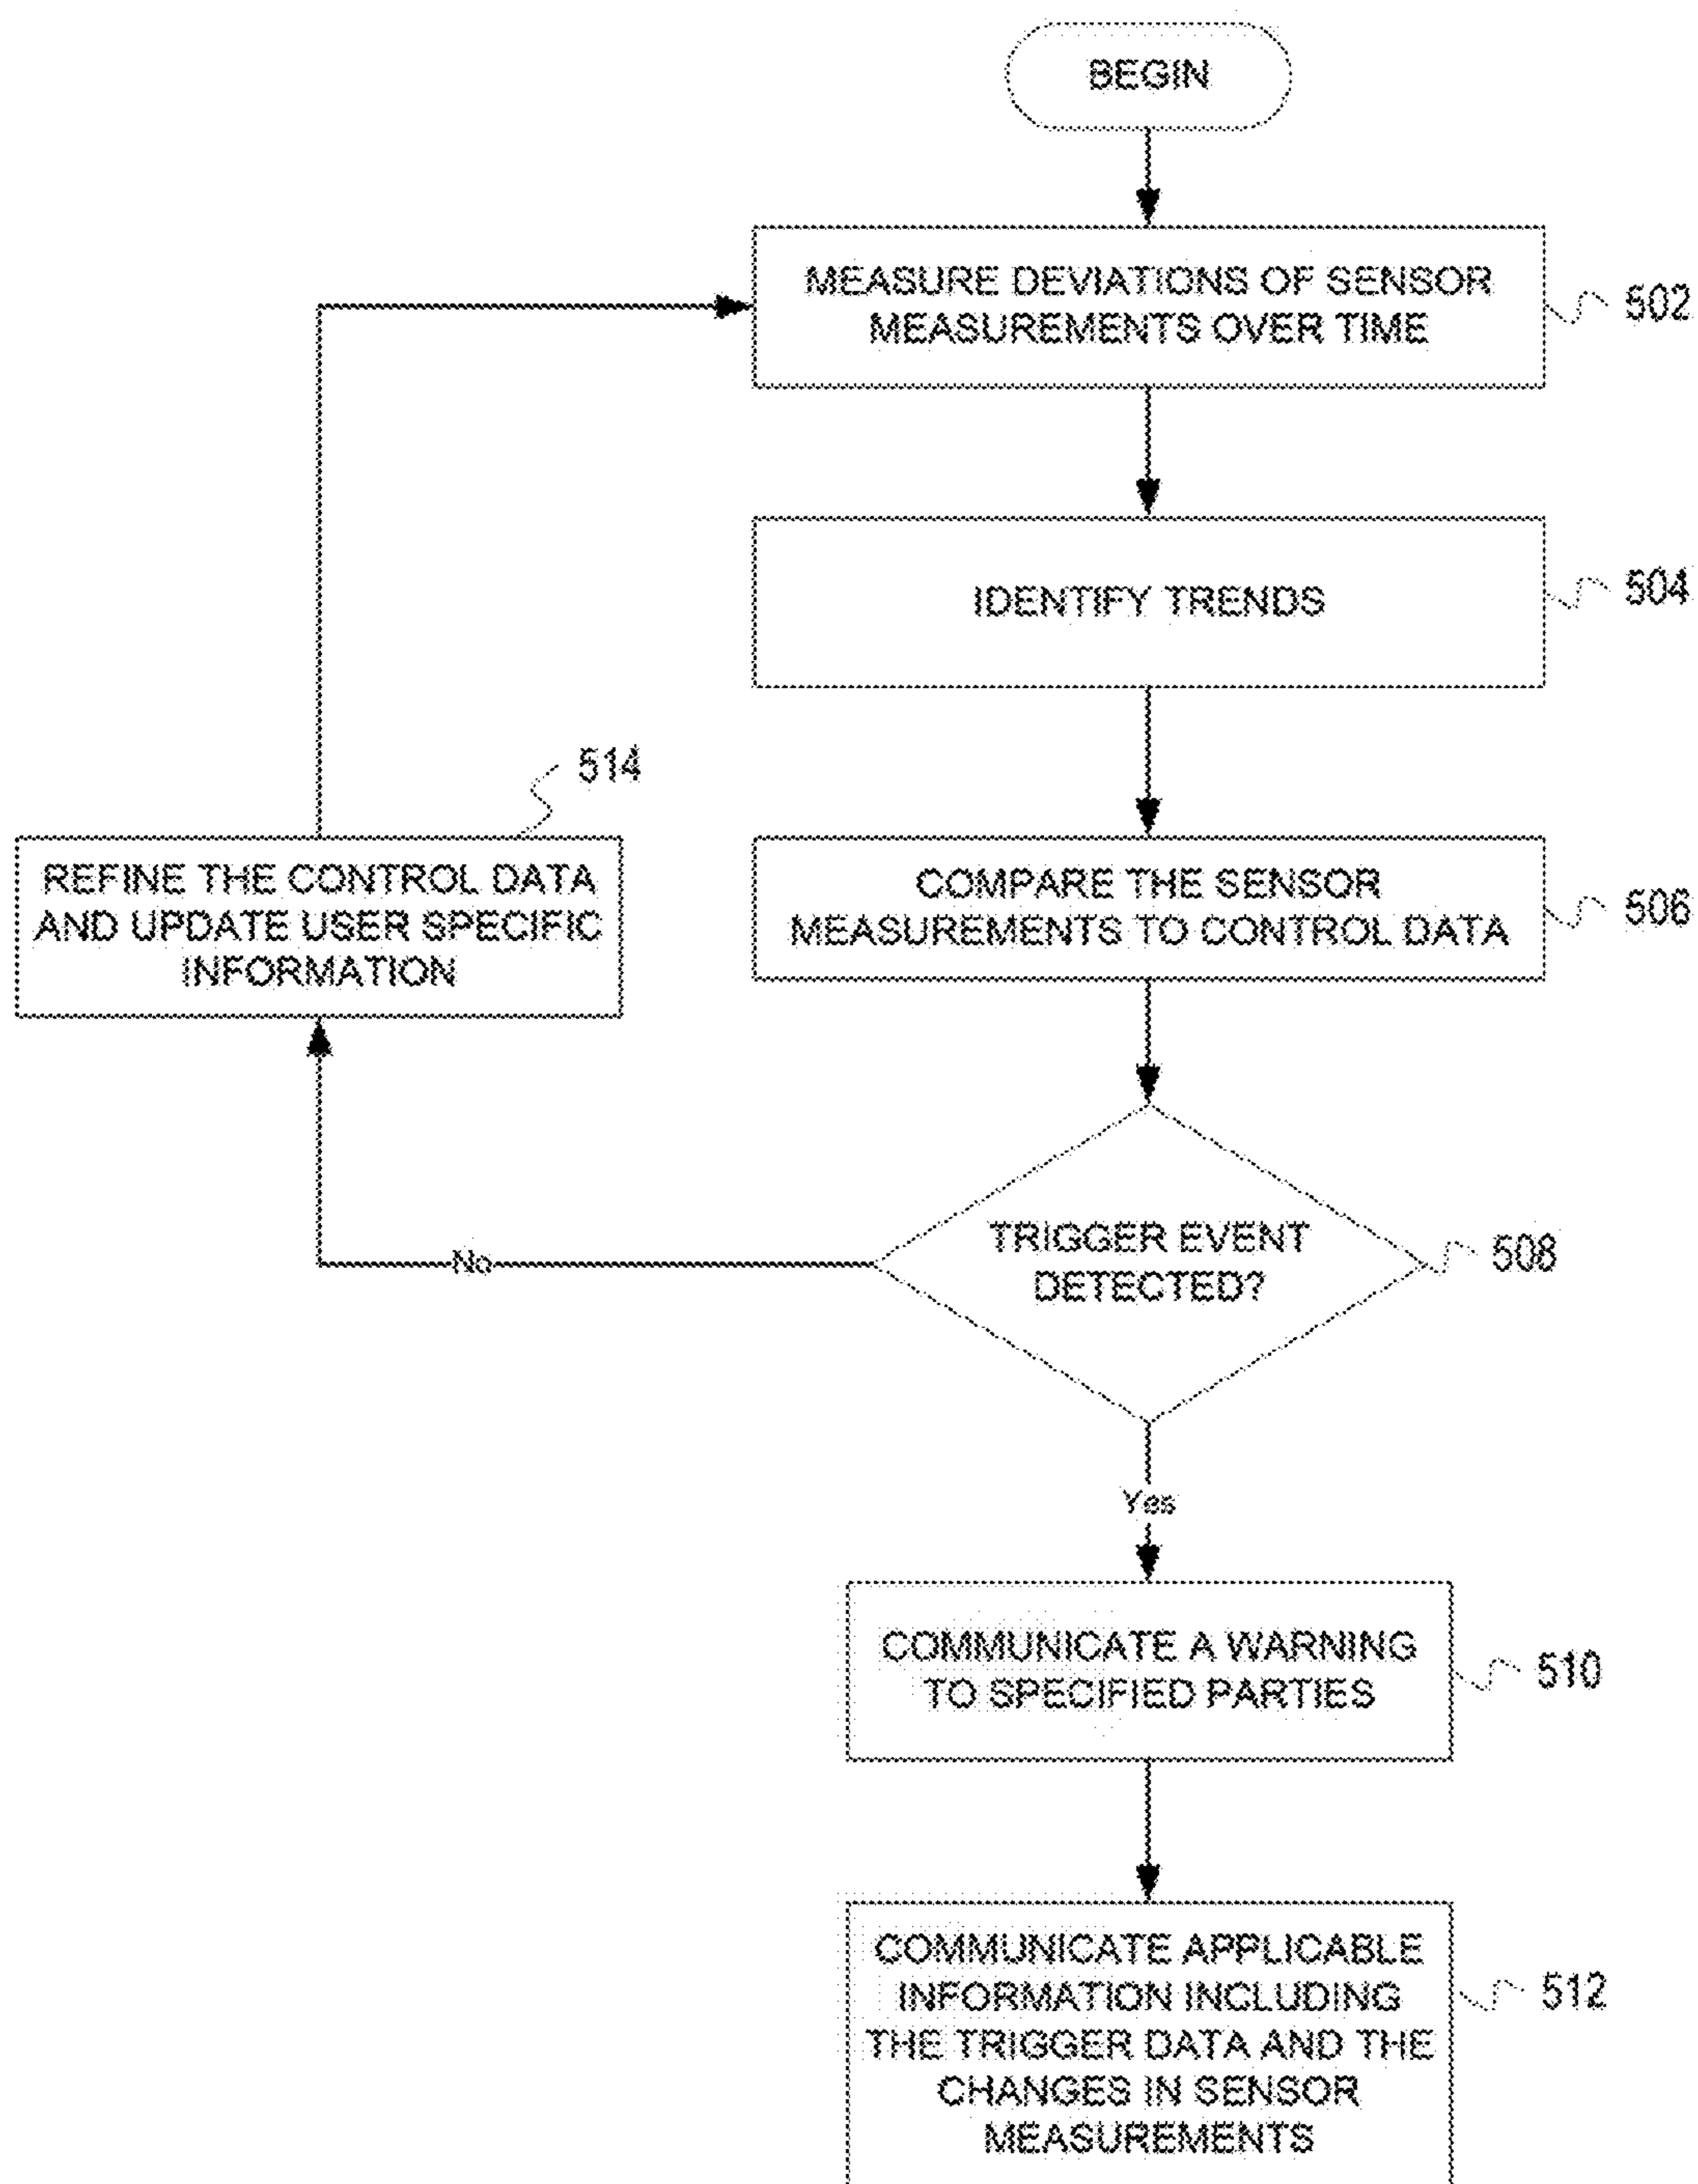 BEGIN
MEASURE DEVIATIONS OF SENSOR
MEASUREMENTS OVER TIME
502
IDENTIFY TRENDS
504
514
REFINE THE CONTROL DATA
AND UPDATE USER SPECIFIC
INFORMATION
COMPARE THE SENSOR
MEASUREMENTS TO CONTROL DATA
506
TRIGGER EVENT
DETECTED?
508
No
Yes
COMMUNICATE A WARNING
TO SPECIFIED PARTIES
510
COMMUNICATE APPLICABLE
INFORMATION INCLUDING
THE TRIGGER DATA AND THE
CHANGES IN SENSOR
MEASUREMENTS
512